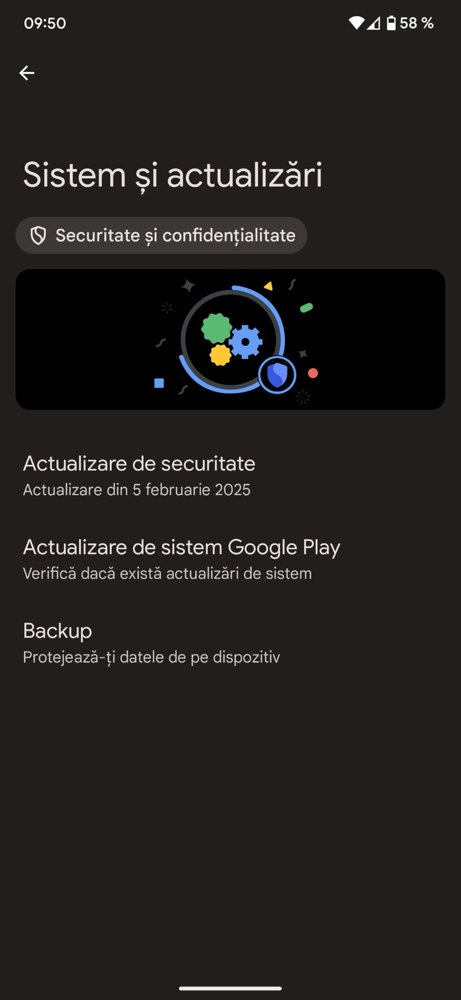 09:50
58 %
Sistem și actualizări
Securitate și confidențialitate
Actualizare de securitate
Actualizare din 5 februarie 2025
Actualizare de sistem Google Play
Verifică dacă există actualizări de sistem
Backup
Protejează-ți datele de pe dispozitiv